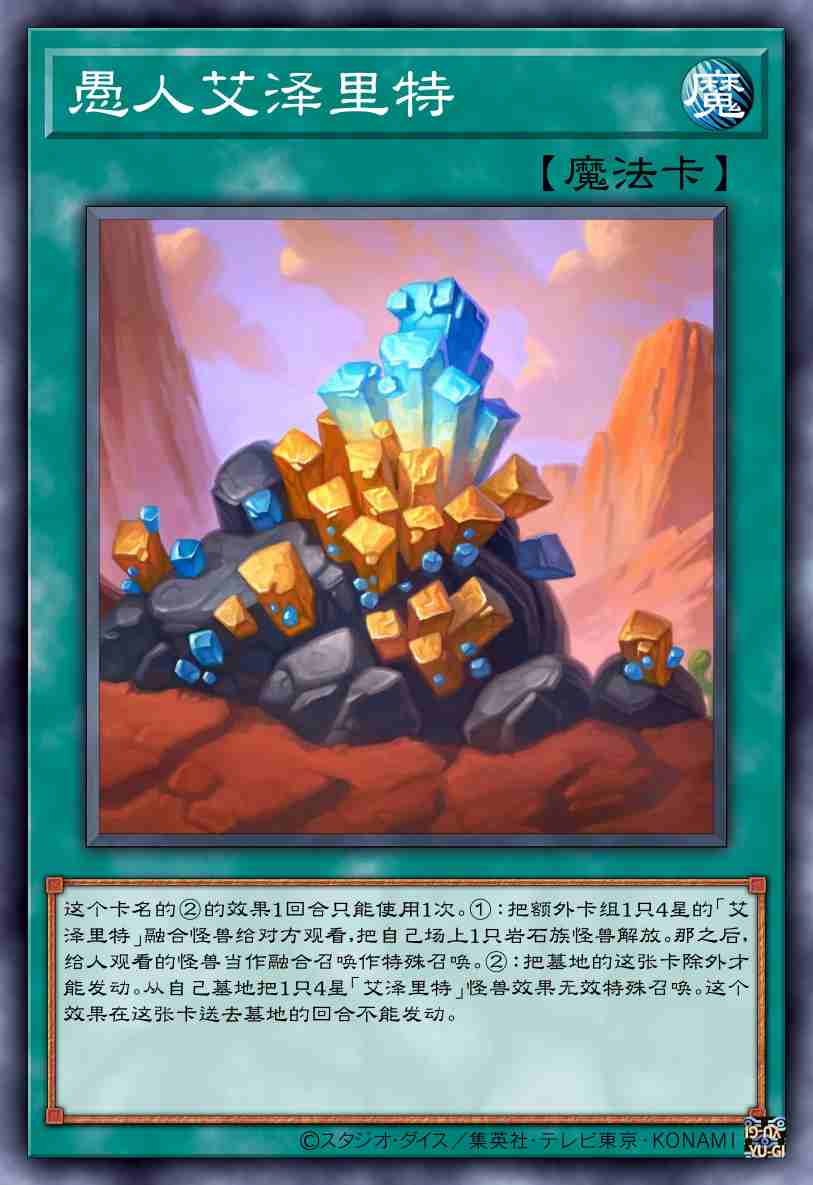 愚人艾泽里特
魔
【魔法卡】
这个卡名的②的效果1回合只能使用1次。①：把额外卡组1只4星的「艾
泽里特」融合怪兽给对方观看，把自己场上1只岩石族怪兽解放。那之后，
给人观看的怪兽当作融合召唤作特殊召唤。②：把墓地的这张卡除外才
能发动。从自己墓地把1只4星「艾泽里特」怪兽效果无效特殊召唤。这个
效果在这张卡送去墓地的回合不能发动。
©スタジオ・ダイス／集英社・テレビ東京・KONAMI
YU-GI